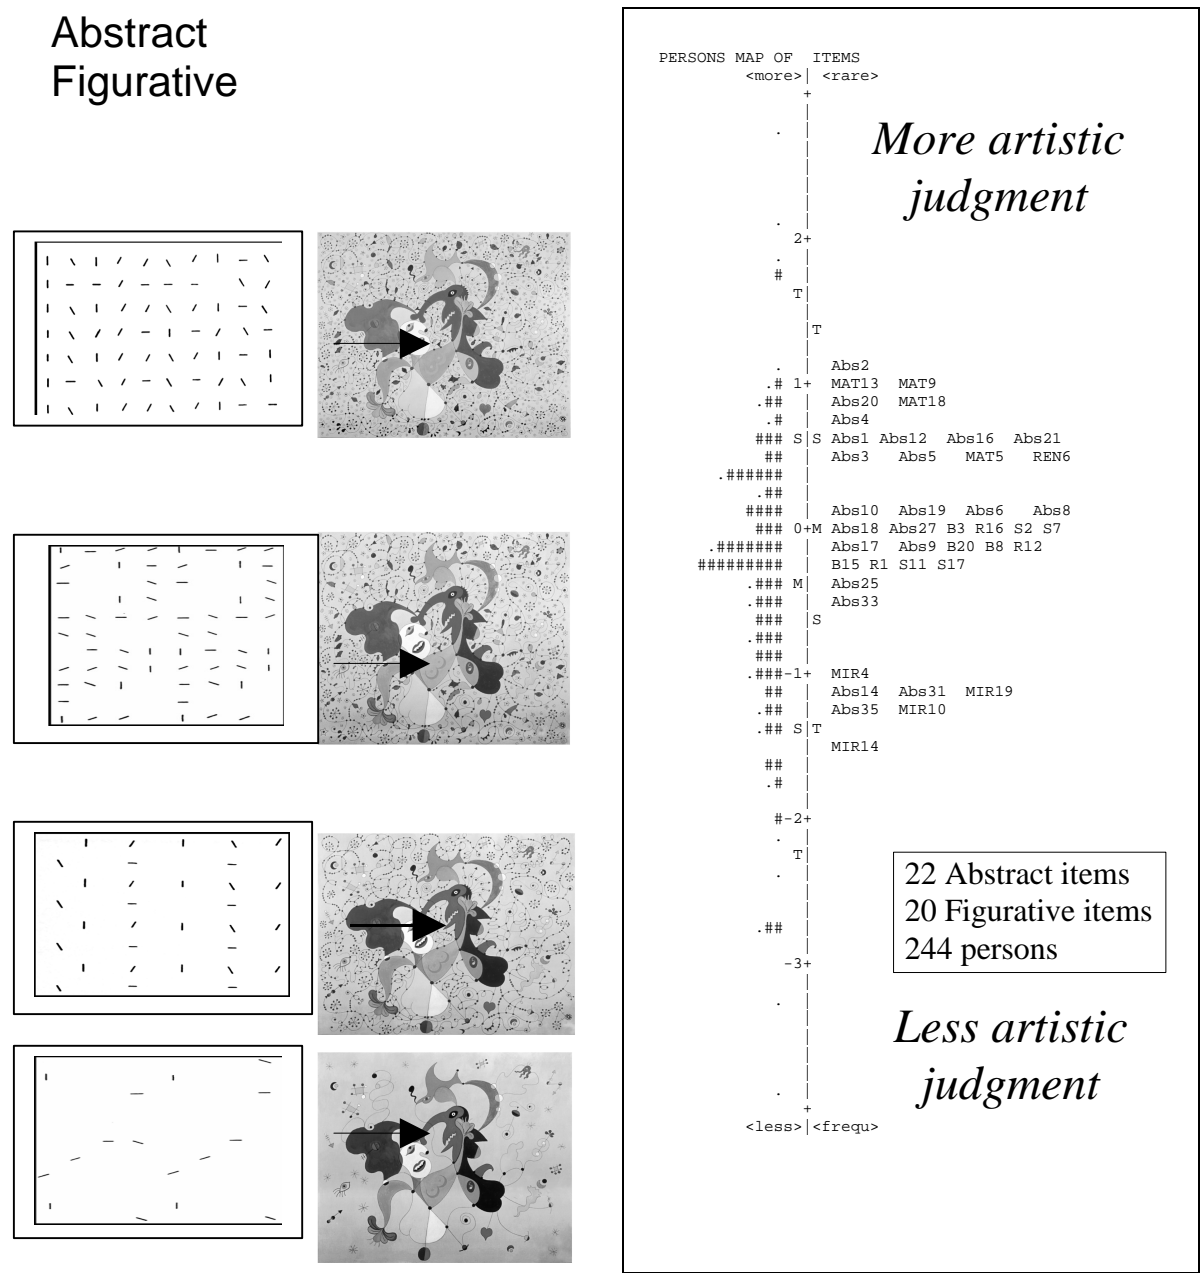 Abstract
Figurative
PERSONS MAP OF  ITEMS
<more>| <rare>
+
|
. |
|
|
|
|
. |
2+
. |
# |
T|
|
|T
|
. | Abs2
.# 1+ MAT13 MAT9
.## | Abs20 MAT18
.# | Abs4
### S|S Abs1 Abs12 Abs16 Abs21
## | Abs3 Abs5 MAT5 REN6
.###### |
.## |
#### | Abs10 Abs19 Abs6 Abs8
### 0+M Abs18 Abs27 B3 R16 S2 S7
.####### | Abs17 Abs9 B20 B8 R12
######### | B15 R1 S11 S17
.### M| Abs25
.### | Abs33
### |S
.### |
### |
.###-1+ MIR4
## | Abs14 Abs31 MIR19
.## | Abs35 MIR10
.## S|T
| MIR14
## |
.# |
|
#-2+
. |
T|
. |
|
|
.## |
|
-3+
|
. |
|
|
|
|
. |
+
<less>|<frequ>
More artistic
judgment
22 Abstract items
20 Figurative items
244 persons
Less artistic
judgment